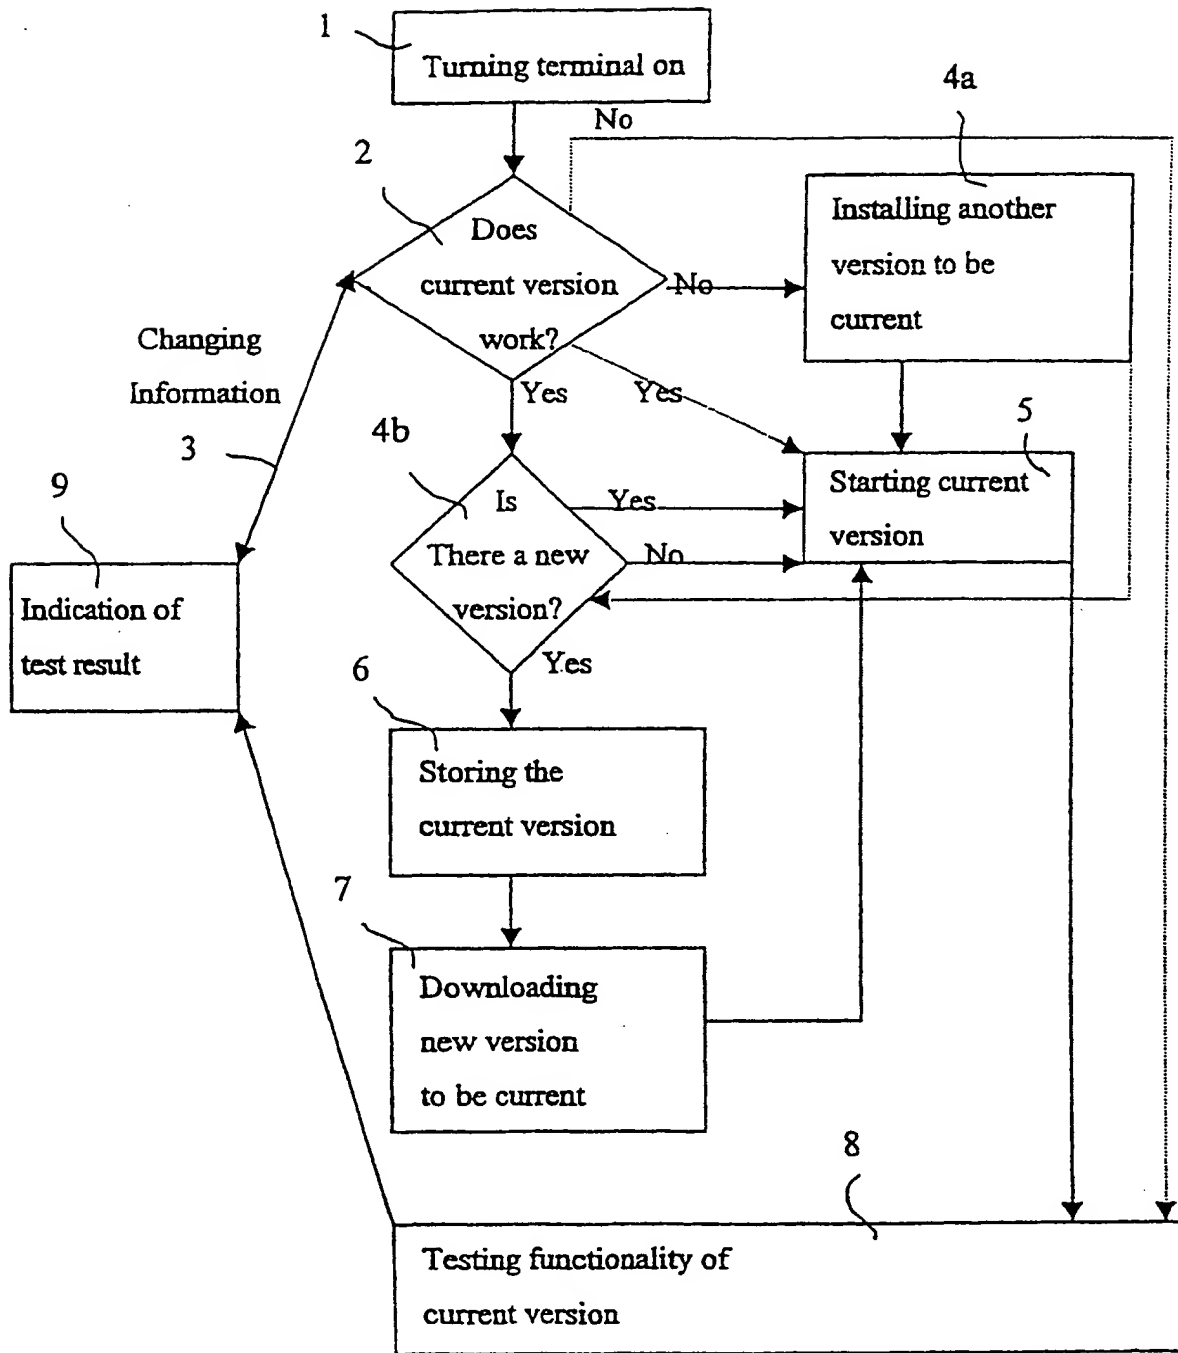 1
Turning terminal on
No
4a
2
Does
current version
work?
No
Installing another
version to be
current
Changing
Information
3
Yes
Yes
4b
5
Is
There a new
version?
Yes
No
Yes
Starting current
version
9
Indication of
test result
6
Storing the
current version
7
Downloading
new version
to be current
8
Testing functionality of
current version